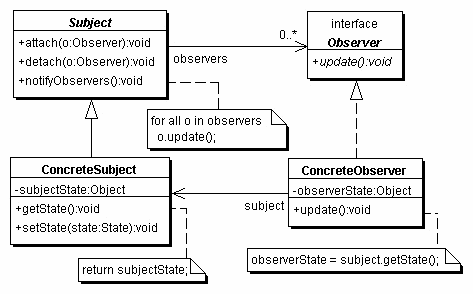 Subject
+attach(o:Observer):void
+detach(o:Observer):void
+notifyObservers():void
0..*
observers
interface
Observer
+update():void
for all o in observers
o.update();
ConcreteSubject
-subjectState:Object
+getState():void
+setState(state:State):void
subject
ConcreteObserver
-observerState:Object
+update():void
return subjectState;
observerState = subject.getState();